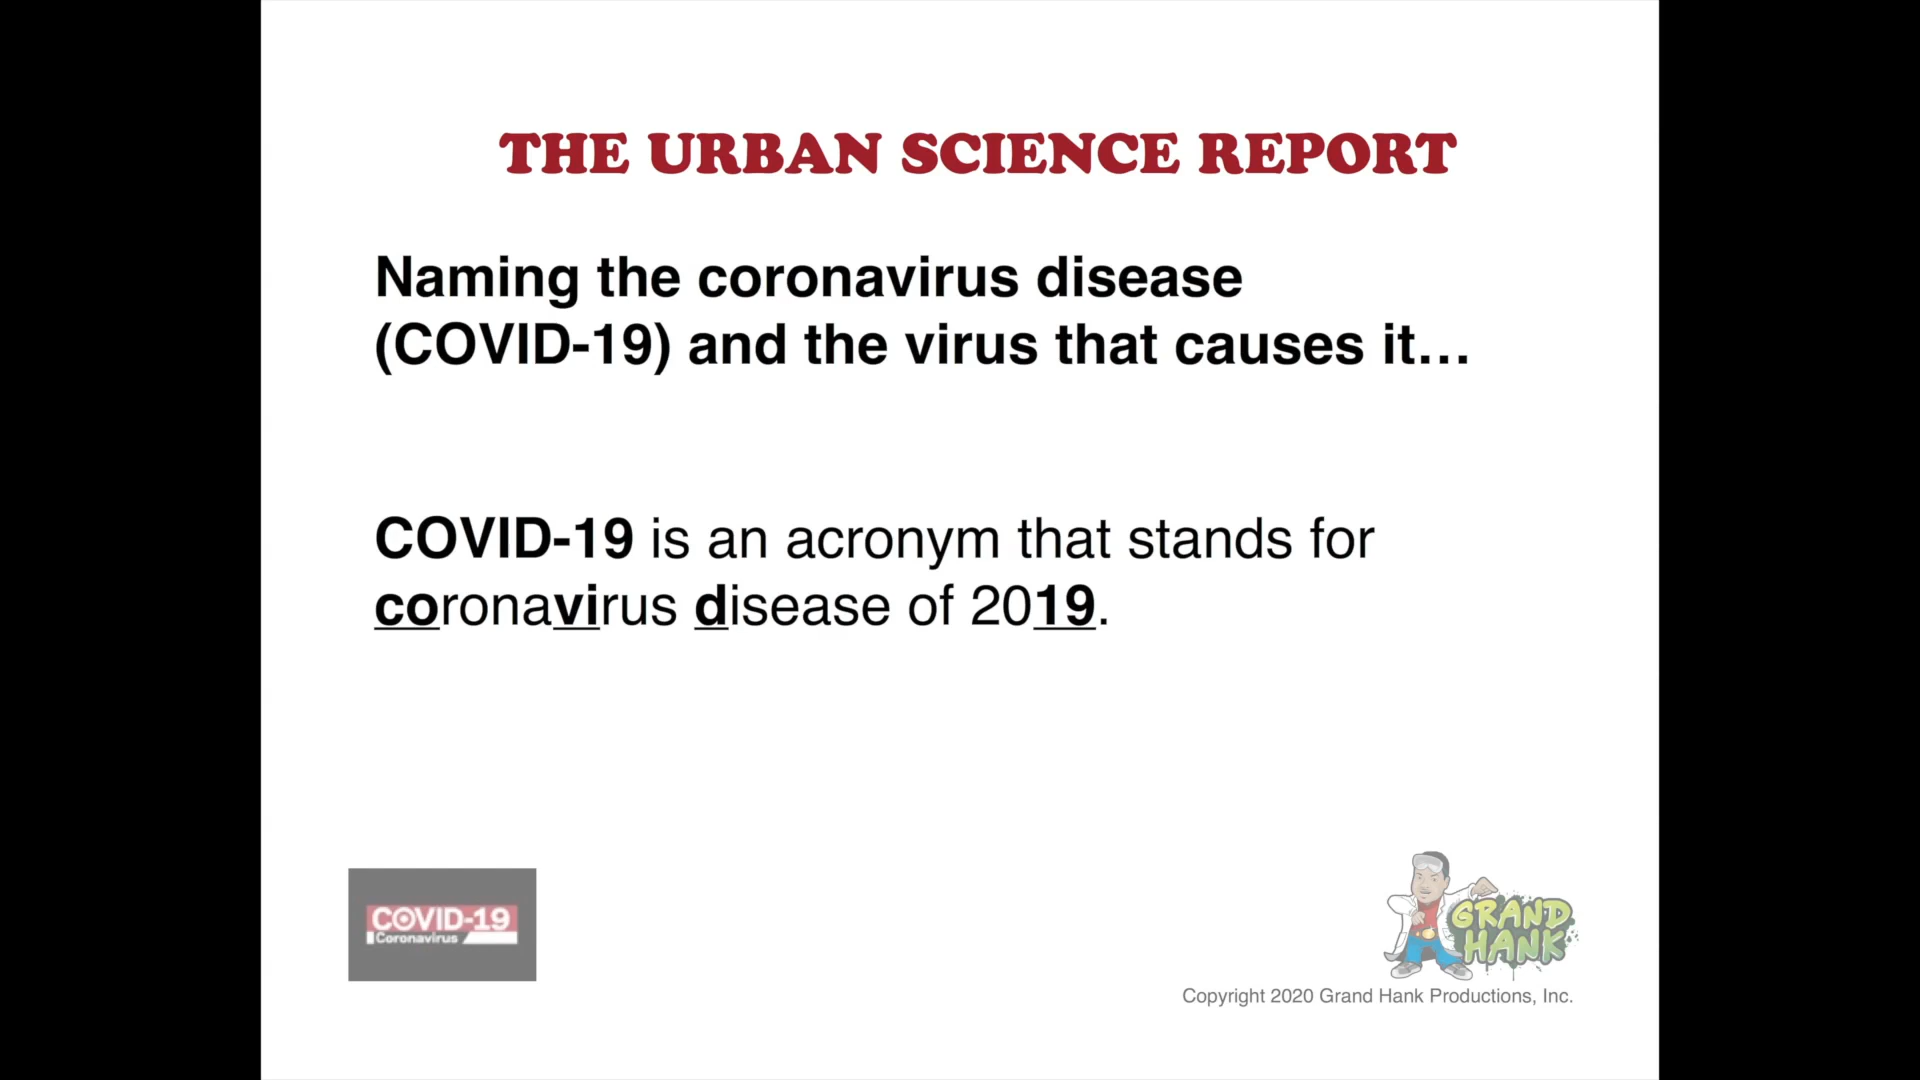 THE URBAN SCIENCE REPORT
Naming the coronavirus disease
(COVID-19) and the virus that causes it…
COVID-19 is an acronym that stands for
coronavirus disease of 2019.
COVID-19
Coronavirus
GRAND
HANK
Copyright 2020 Grand Hank Productions, Inc.